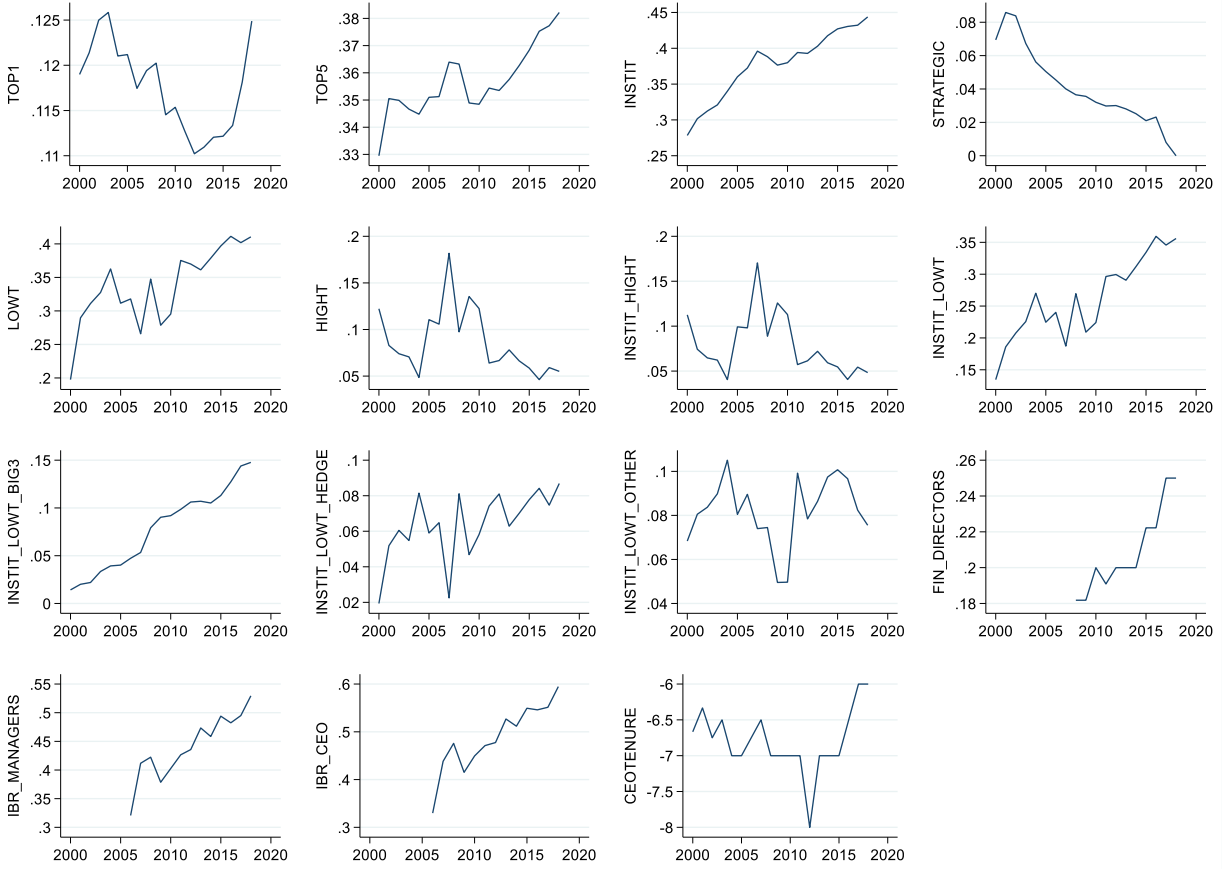 TOP1
.125
.12
.115
.11
2000 2005 2010 2015 2020
TOP5
.38
.37
.36
.35
.34
.33
2000 2005 2010 2015 2020
INSTIT
.45
.4
.35
.3
.25
2000 2005 2010 2015 2020
STRATEGIC
.08
.06
.04
.02
0
2000 2005 2010 2015 2020
LOWT
.4
.35
.3
.25
.2
2000 2005 2010 2015 2020
HIGHT
.2
.15
.1
.05
2000 2005 2010 2015 2020
INSTIT_HIGHT
.2
.15
.1
.05
2000 2005 2010 2015 2020
INSTIT_LOWT
.35
.3
.25
.2
.15
2000 2005 2010 2015 2020
INSTIT_LOWT_BIG3
.15
.1
.05
0
2000 2005 2010 2015 2020
INSTIT_LOWT_HEDGE
.1
.08
.06
.04
.02
2000 2005 2010 2015 2020
INSTIT_LOWT_OTHER
.1
.08
.06
.04
2000 2005 2010 2015 2020
FIN_DIRECTORS
.26
.24
.22
.2
.18
2000 2005 2010 2015 2020
IBR_MANAGERS
.55
.5
.45
.4
.35
.3
2000 2005 2010 2015 2020
IBR_CEO
.6
.5
.4
.3
2000 2005 2010 2015 2020
CEOTENURE
-6
-6.5
-7
-7.5
-8
2000 2005 2010 2015 2020